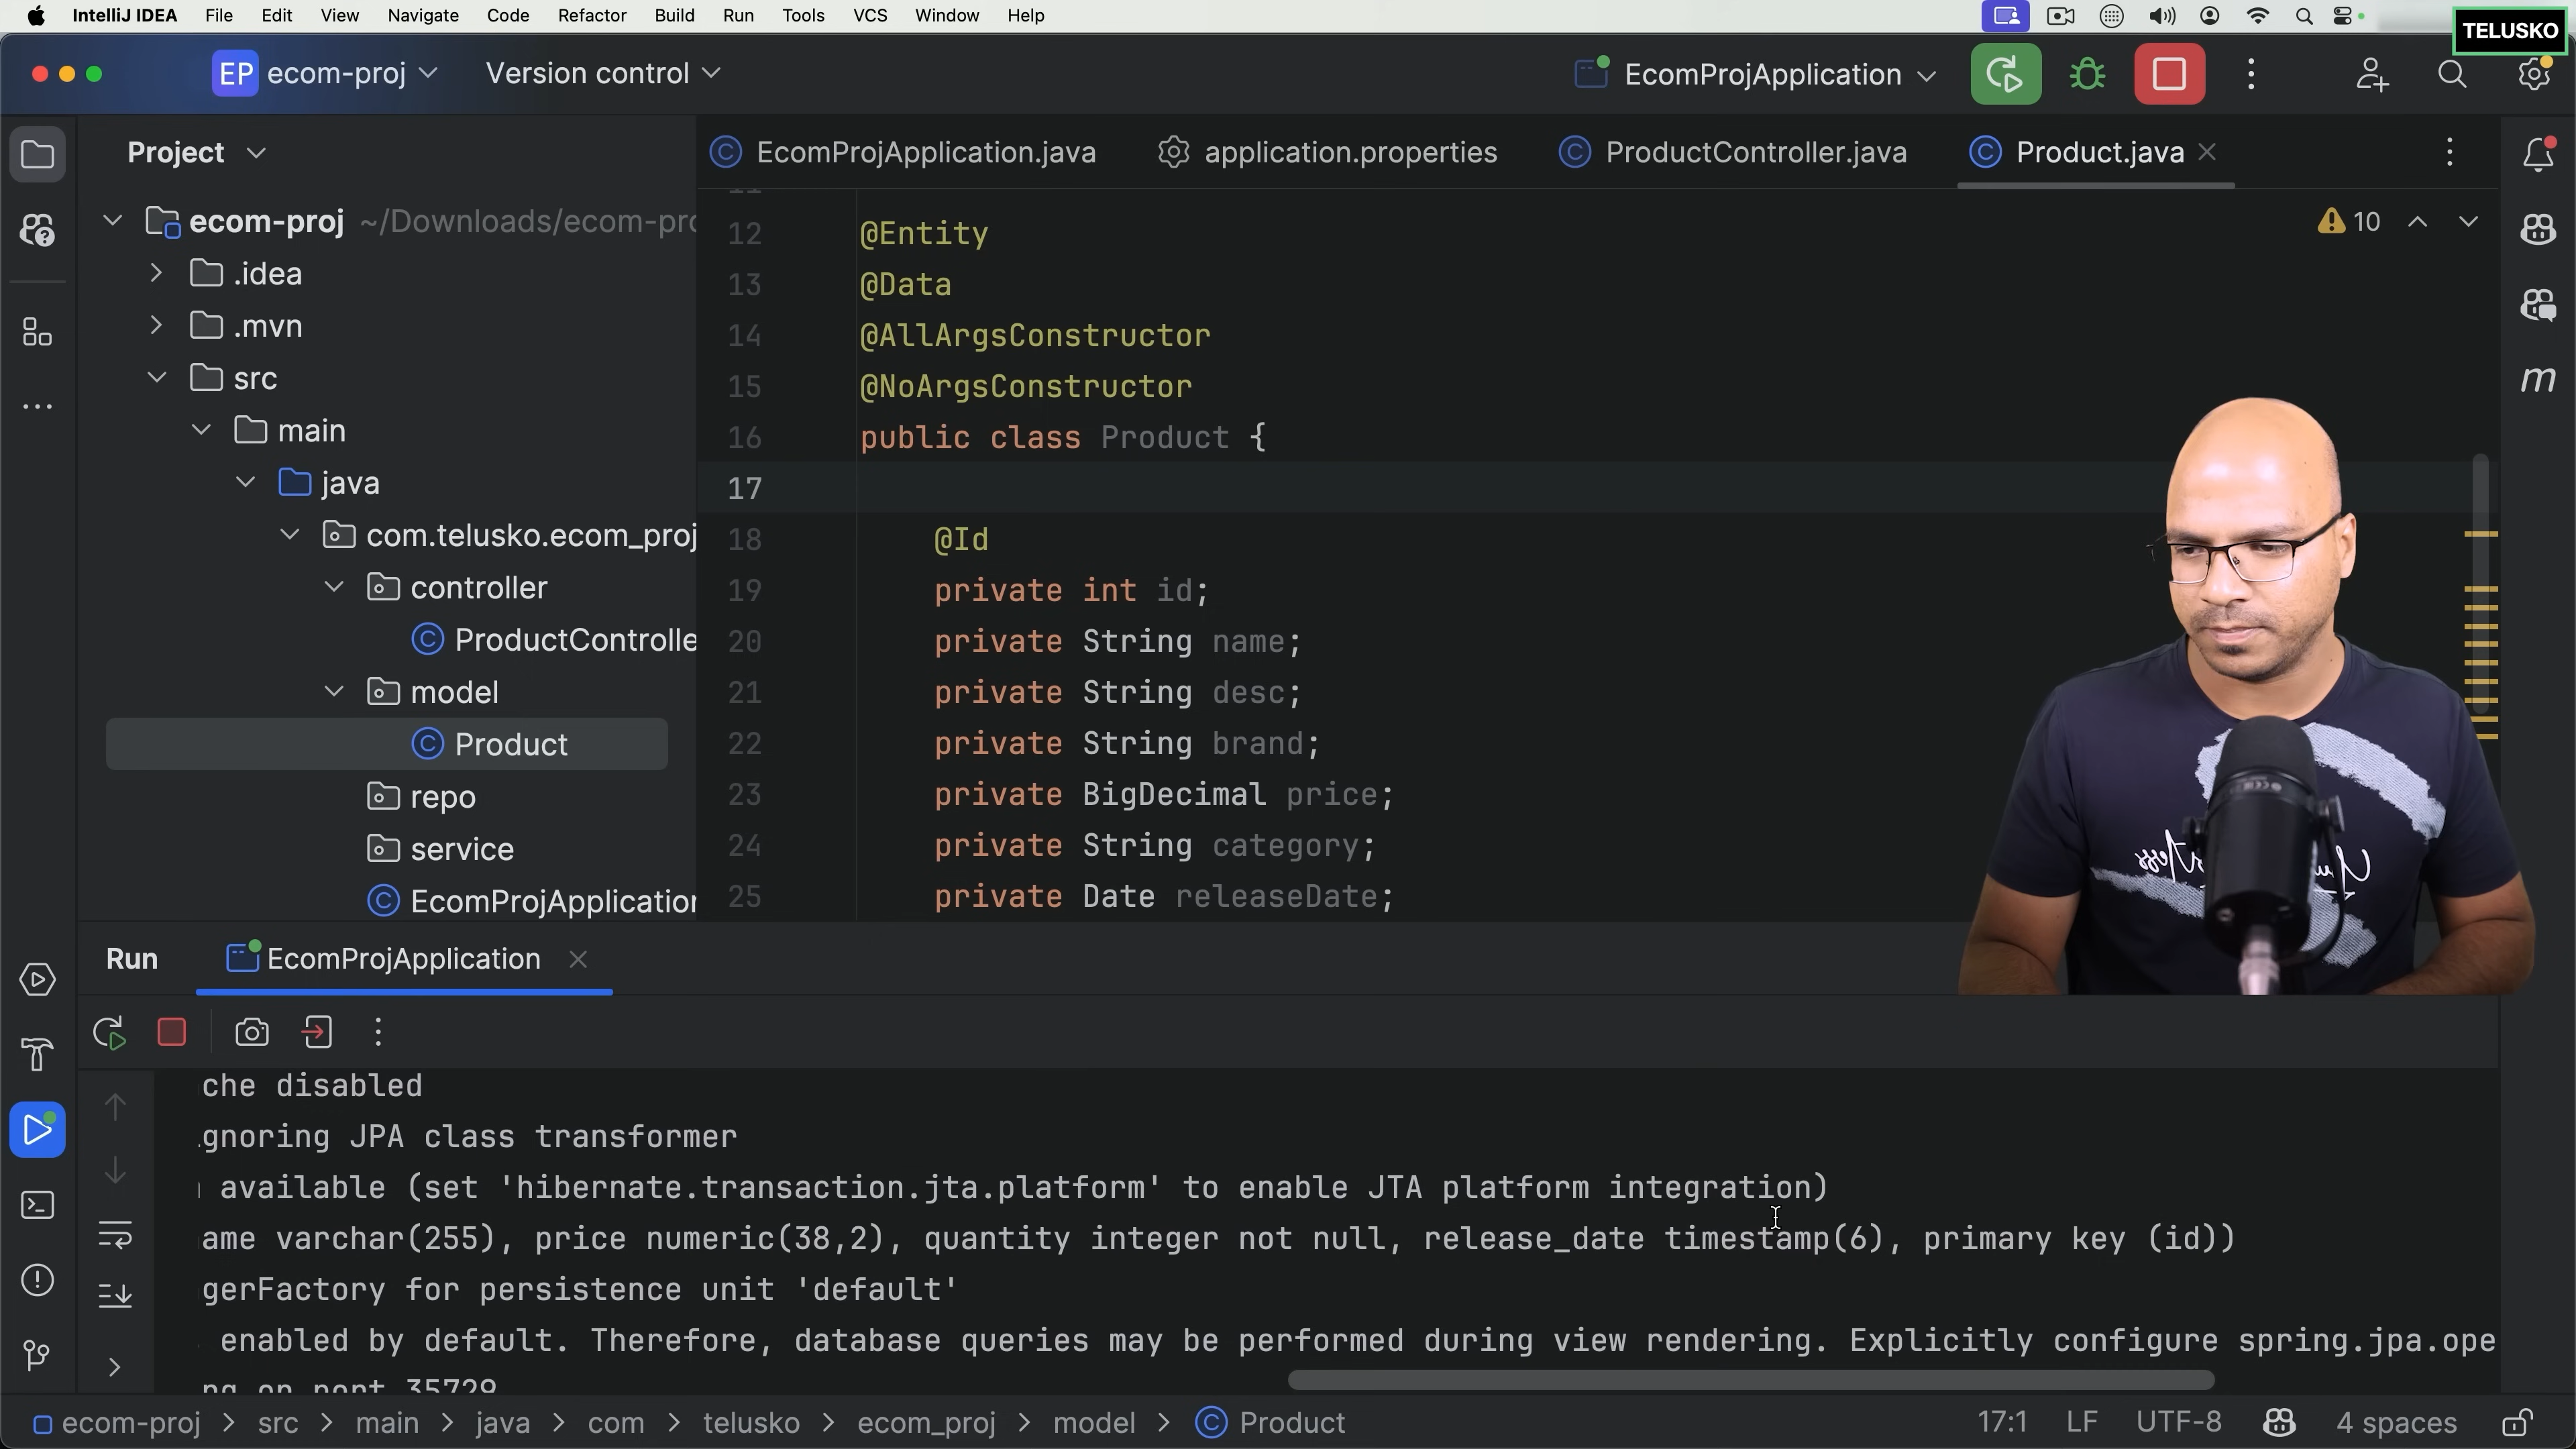 IntelliJ IDEA File Edit View Navigate Code Refactor Build Run Tools VCS Window Help
TELUSKO
EP ecom-proj Version control EcomProjApplication
Project
EcomProjApplication.java application.properties ProductController.java Product.java
ecom-proj ~/Downloads/ecom-pro
.idea
.mvn
src
main
java
com.telusko.ecom_proj
controller
ProductControlle
model
Product
repo
service
EcomProjApplication
10
12 @Entity
13 @Data
14 @AllArgsConstructor
15 @NoArgsConstructor
16 public class Product {
17
18 @Id
19 private int id;
20 private String name;
21 private String desc;
22 private String brand;
23 private BigDecimal price;
24 private String category;
25 private Date releaseDate;
m
Run EcomProjApplication
che disabled
gnoring JPA class transformer
available (set 'hibernate.transaction.jta.platform' to enable JTA platform integration)
ame varchar(255), price numeric(38,2), quantity integer not null, release_date timestamp(6), primary key (id))
gerFactory for persistence unit 'default'
enabled by default. Therefore, database queries may be performed during view rendering. Explicitly configure spring.jpa.ope
ng on port 35729
ecom-proj > src > main > java > com > telusko > ecom_proj > model > Product 17:1 LF UTF-8 4 spaces